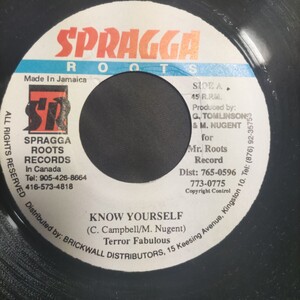 SPRAGGA
ROOTS
Made In Jamaica
SR
SPRAGGA
ROOTS
RECORDS
In Canada
Tel: 905-426-8664
416-573-4818
SIDE A
45 R.P.M.
Produced by:
G. TOMLINSON
& M. NUGENT
for
Mr. Roots
Record
Dist: 765-0596
773-0775
Copyright Control
KNOW YOURSELF
(C. Campbell/M. Nugent)
Terror Fabulous
ALL RIGHTS RESERVED
Distributed by: BRICKWALL DISTRIBUTORS, 15 Keesing Avenue, Kingston 10. Tel: (876) 92-3573